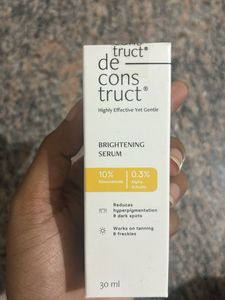 truct®
de
cons
truct®
Highly Effective Yet Gentle
BRIGHTENING
SERUM
10%
Niacinamide
0.3%
Alpha
Arbutin
Reduces
hyperpigmentation
& dark spots
Works on tanning
& freckles
30 ml